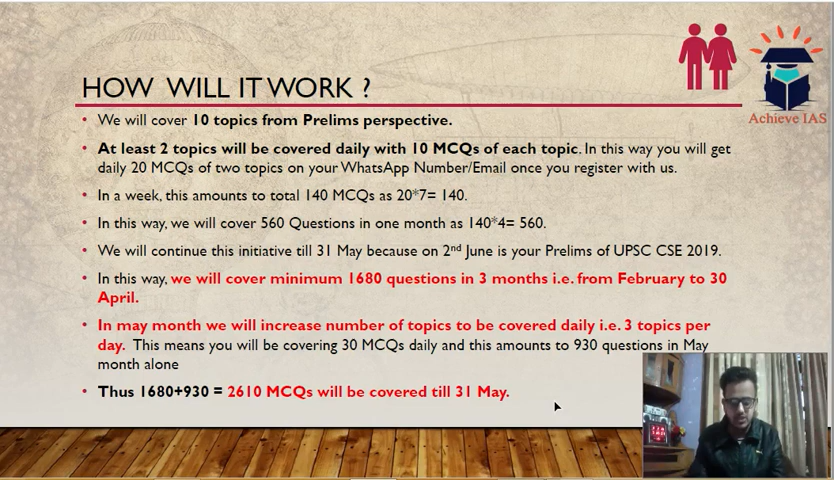 HOW WILL IT WORK ?
Achieve IAS
We will cover 10 topics from Prelims perspective.
At least 2 topics will be covered daily with 10 MCQs of each topic. In this way you will get
daily 20 MCQs of two topics on your WhatsApp Number/Email once you register with us.
In a week, this amounts to total 140 MCQs as 20*7= 140.
In this way, we will cover 560 Questions in one month as 140*4= 560.
We will continue this initiative till 31 May because on 2nd June is your Prelims of UPSC CSE 2019.
In this way, we will cover minimum 1680 questions in 3 months i.e. from February to 30
April.
In may month we will increase number of topics to be covered daily i.e. 3 topics per
day. This means you will be covering 30 MCQs daily and this amounts to 930 questions in May
month alone
Thus 1680+930 = 2610 MCQs will be covered till 31 May.